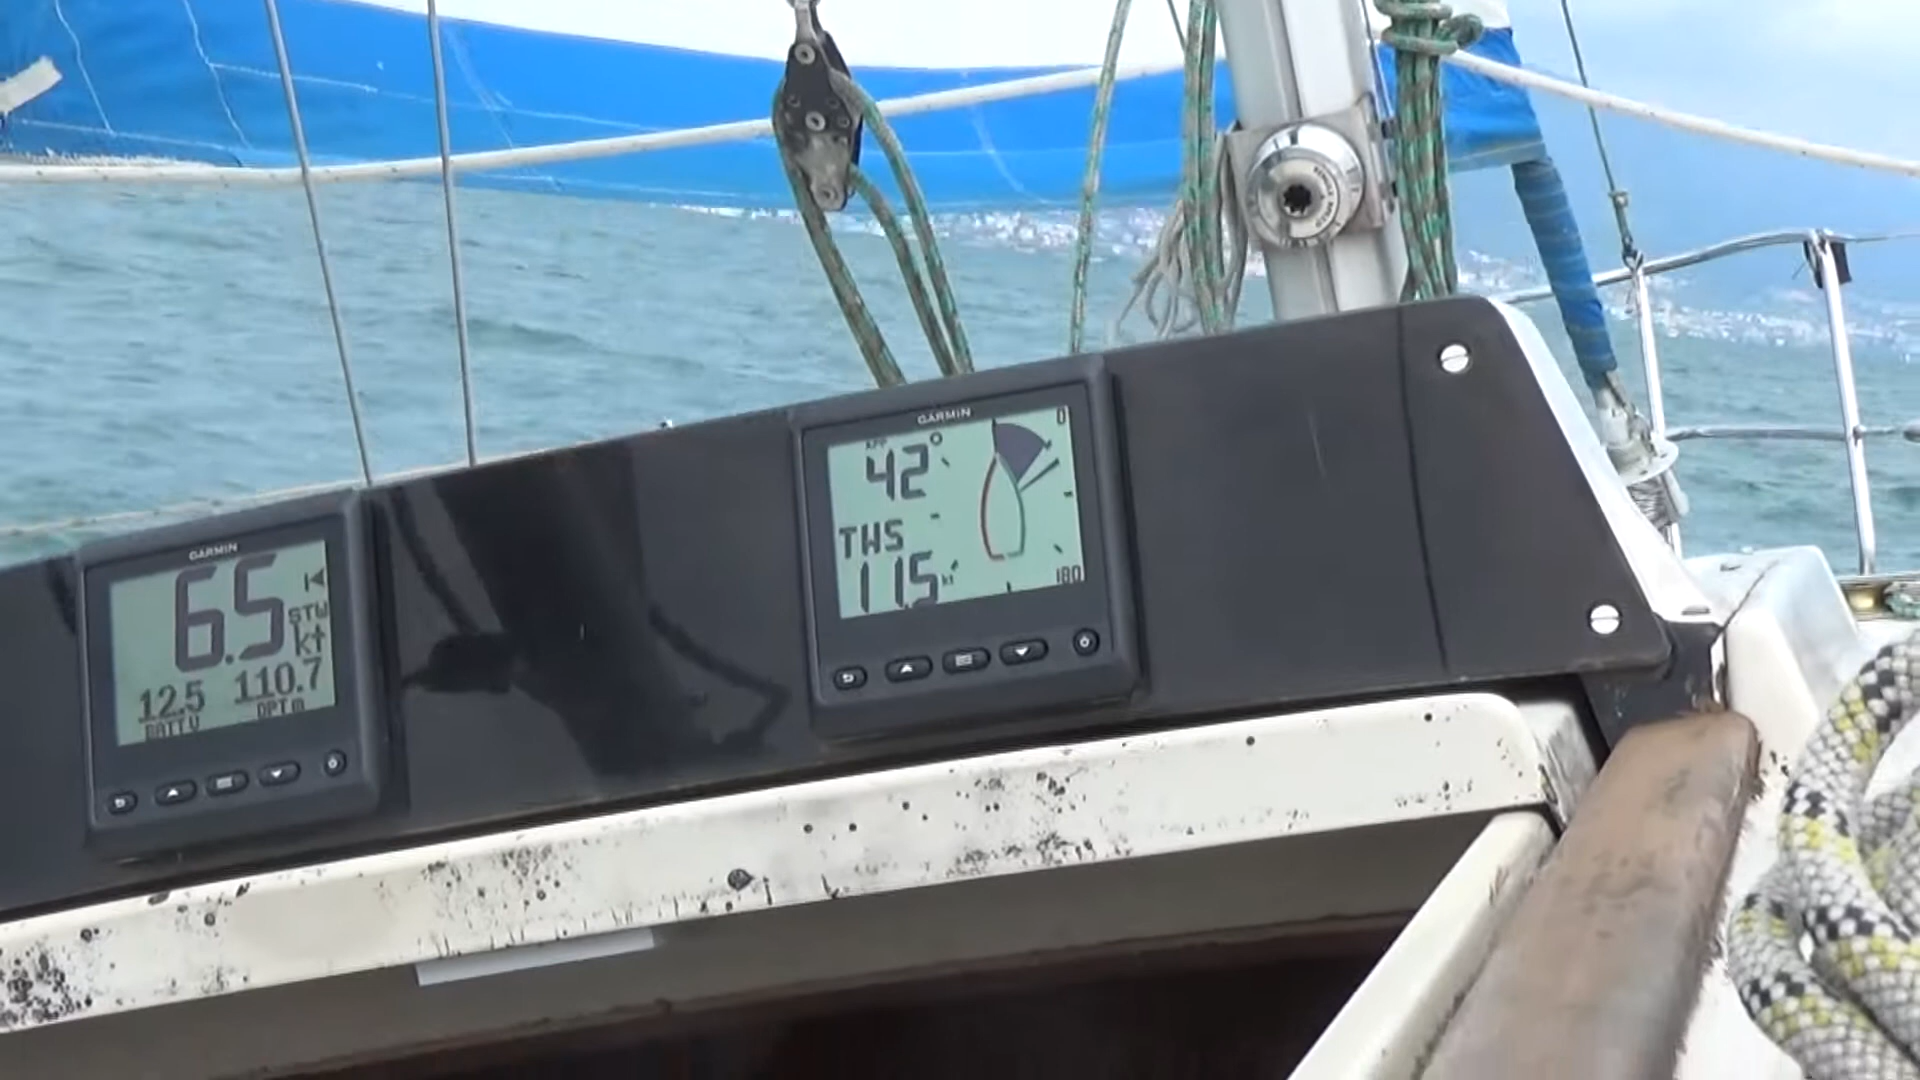 GARMIN
6.5
STW
kt
12.5
BATT V
110.7
DPT m
GARMIN
APP
42°
TWS
11.5 kt
0
180